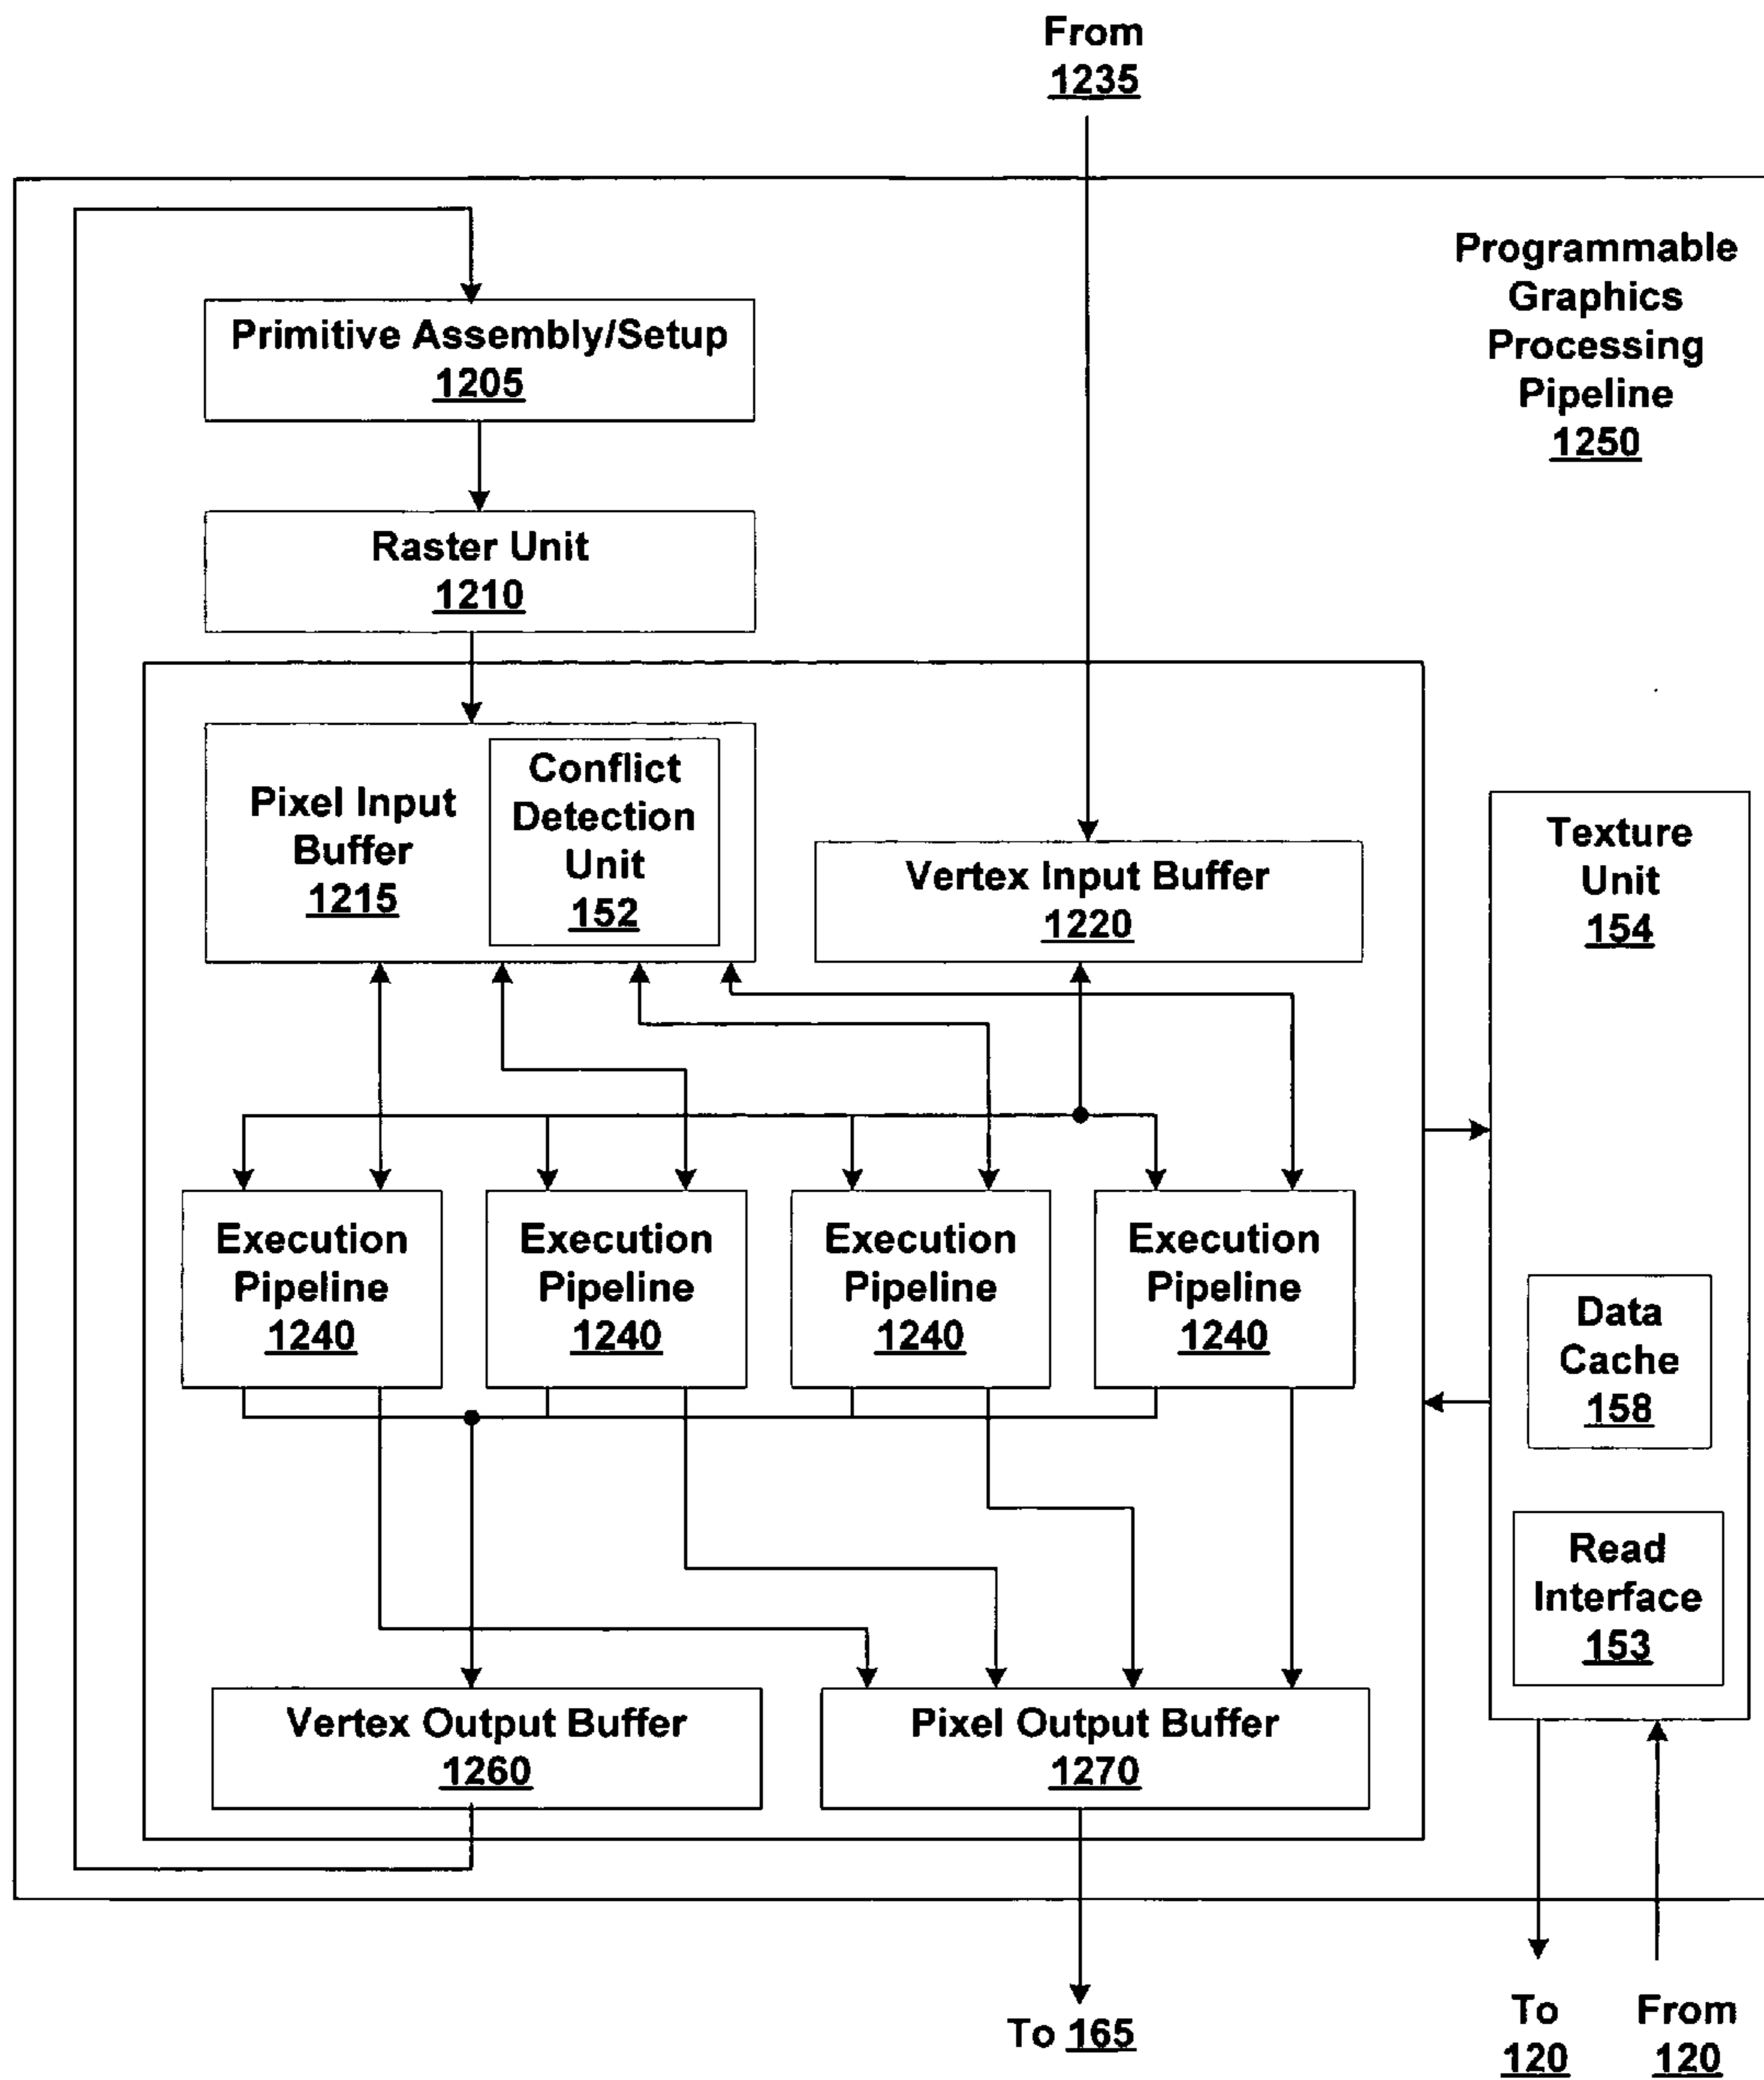 From
1235
Programmable
Graphics
Processing
Pipeline
1250
Primitive Assembly/Setup
1205
Raster Unit
1210
Pixel Input
Buffer
1215
Conflict
Detection
Unit
152
Vertex Input Buffer
1220
Texture
Unit
154
Execution
Pipeline
1240
Execution
Pipeline
1240
Execution
Pipeline
1240
Execution
Pipeline
1240
Data
Cache
158
Read
Interface
153
Vertex Output Buffer
1260
Pixel Output Buffer
1270
To 165
To
120
From
120